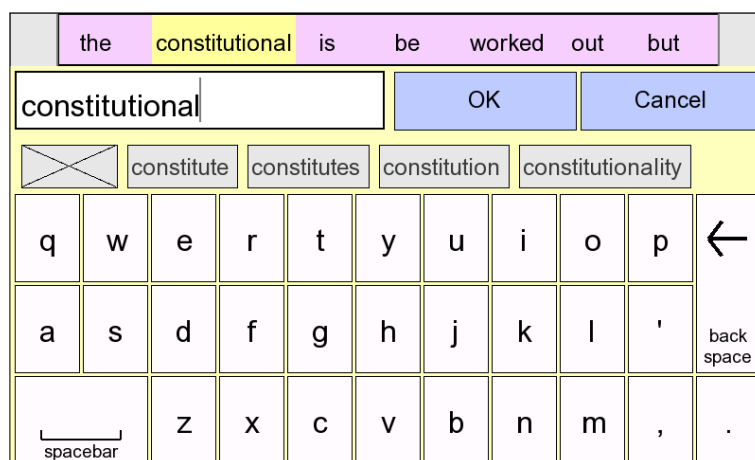 the constitutional is be worked out but
constitutional OK Cancel
constitute constitutes constitution constitutionality
q w e r t y u i o p
a s d f g h j k l ' back space
spacebar z x c v b n m , .